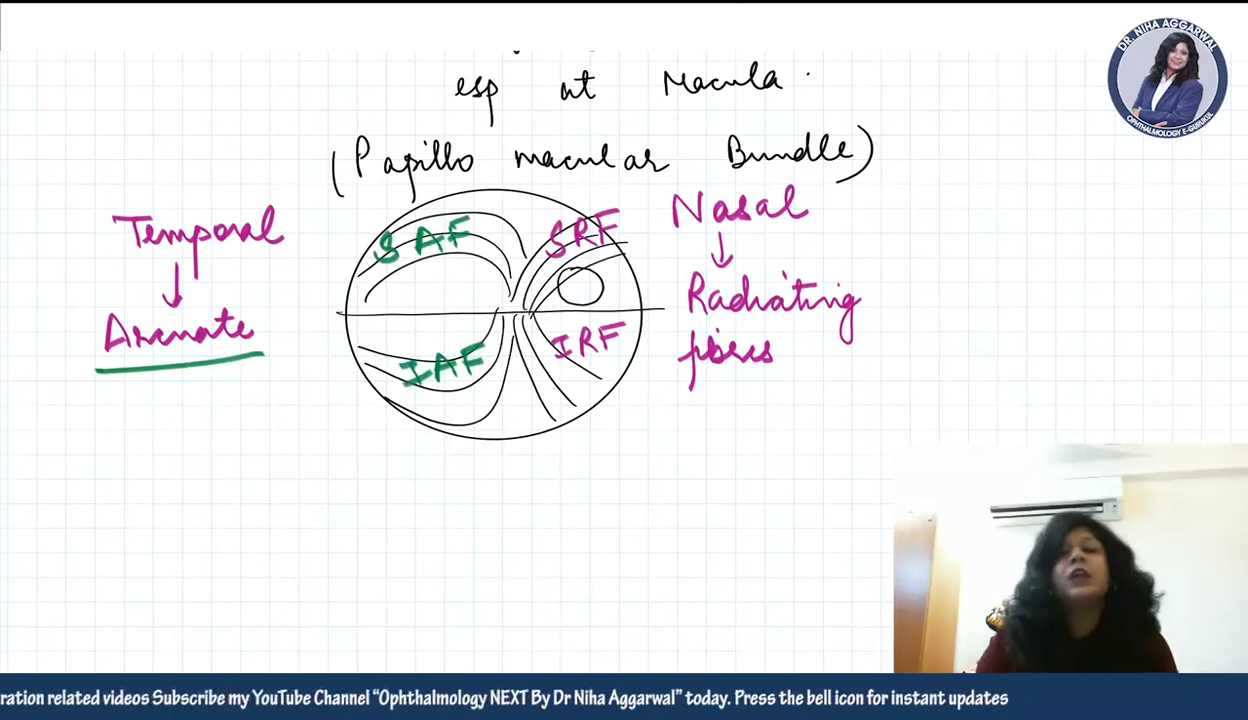 DR. NIHA AGGARWAL
OPHTHALMOLOGY E-GURUKUL
esp at Macula
(Papillo macular Bundle)
Temporal
Arcuate
SAF
SRF
IAF
IRF
Nasal
Radiating
fibers
ration related videos Subscribe my YouTube Channel “Ophthalmology NEXT By Dr Niha Aggarwal” today. Press the bell icon for instant updates